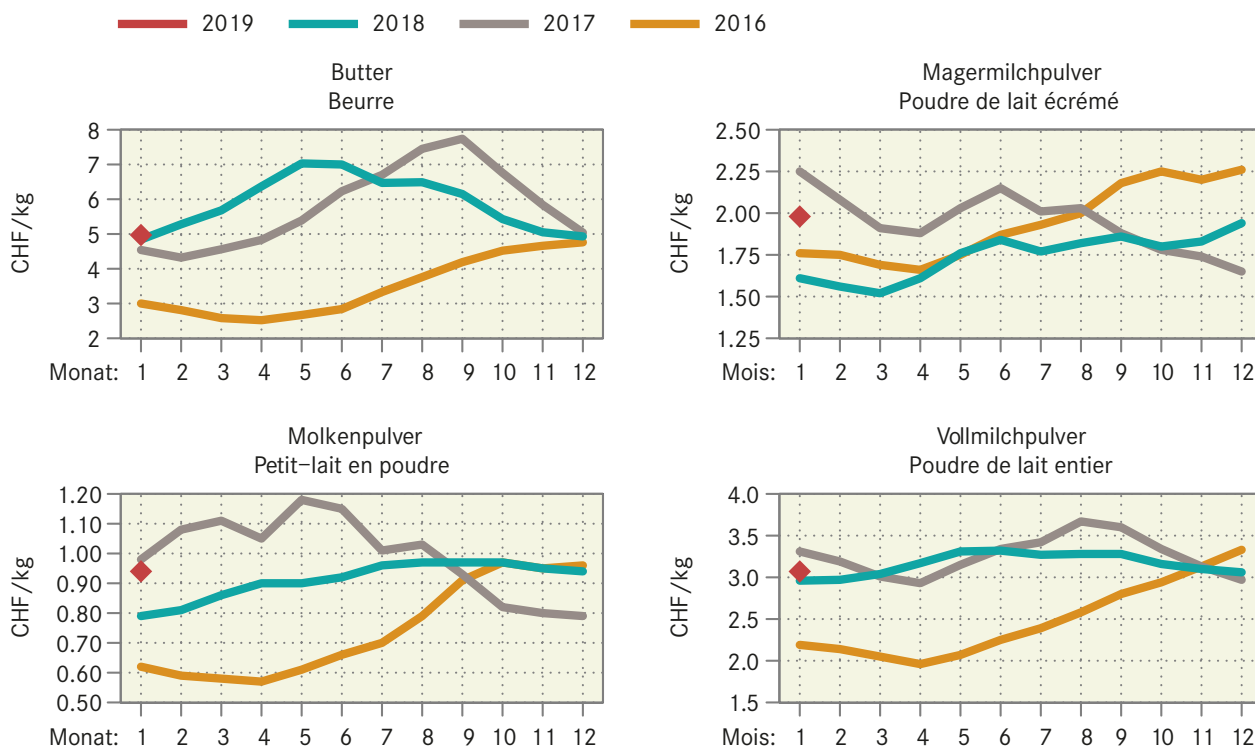 2019 2018 2017 2016
Butter
Beurre
CHF/kg
8
7
6
5
4
3
2
Monat: 1 2 3 4 5 6 7 8 9 10 11 12
Magermilchpulver
Poudre de lait écrémé
CHF/kg
2.50
2.25
2.00
1.75
1.50
1.25
Mois: 1 2 3 4 5 6 7 8 9 10 11 12
Molkenpulver
Petit-lait en poudre
CHF/kg
1.20
1.10
1.00
0.90
0.80
0.70
0.60
0.50
Monat: 1 2 3 4 5 6 7 8 9 10 11 12
Vollmilchpulver
Poudre de lait entier
CHF/kg
4.0
3.5
3.0
2.5
2.0
1.5
Mois: 1 2 3 4 5 6 7 8 9 10 11 12